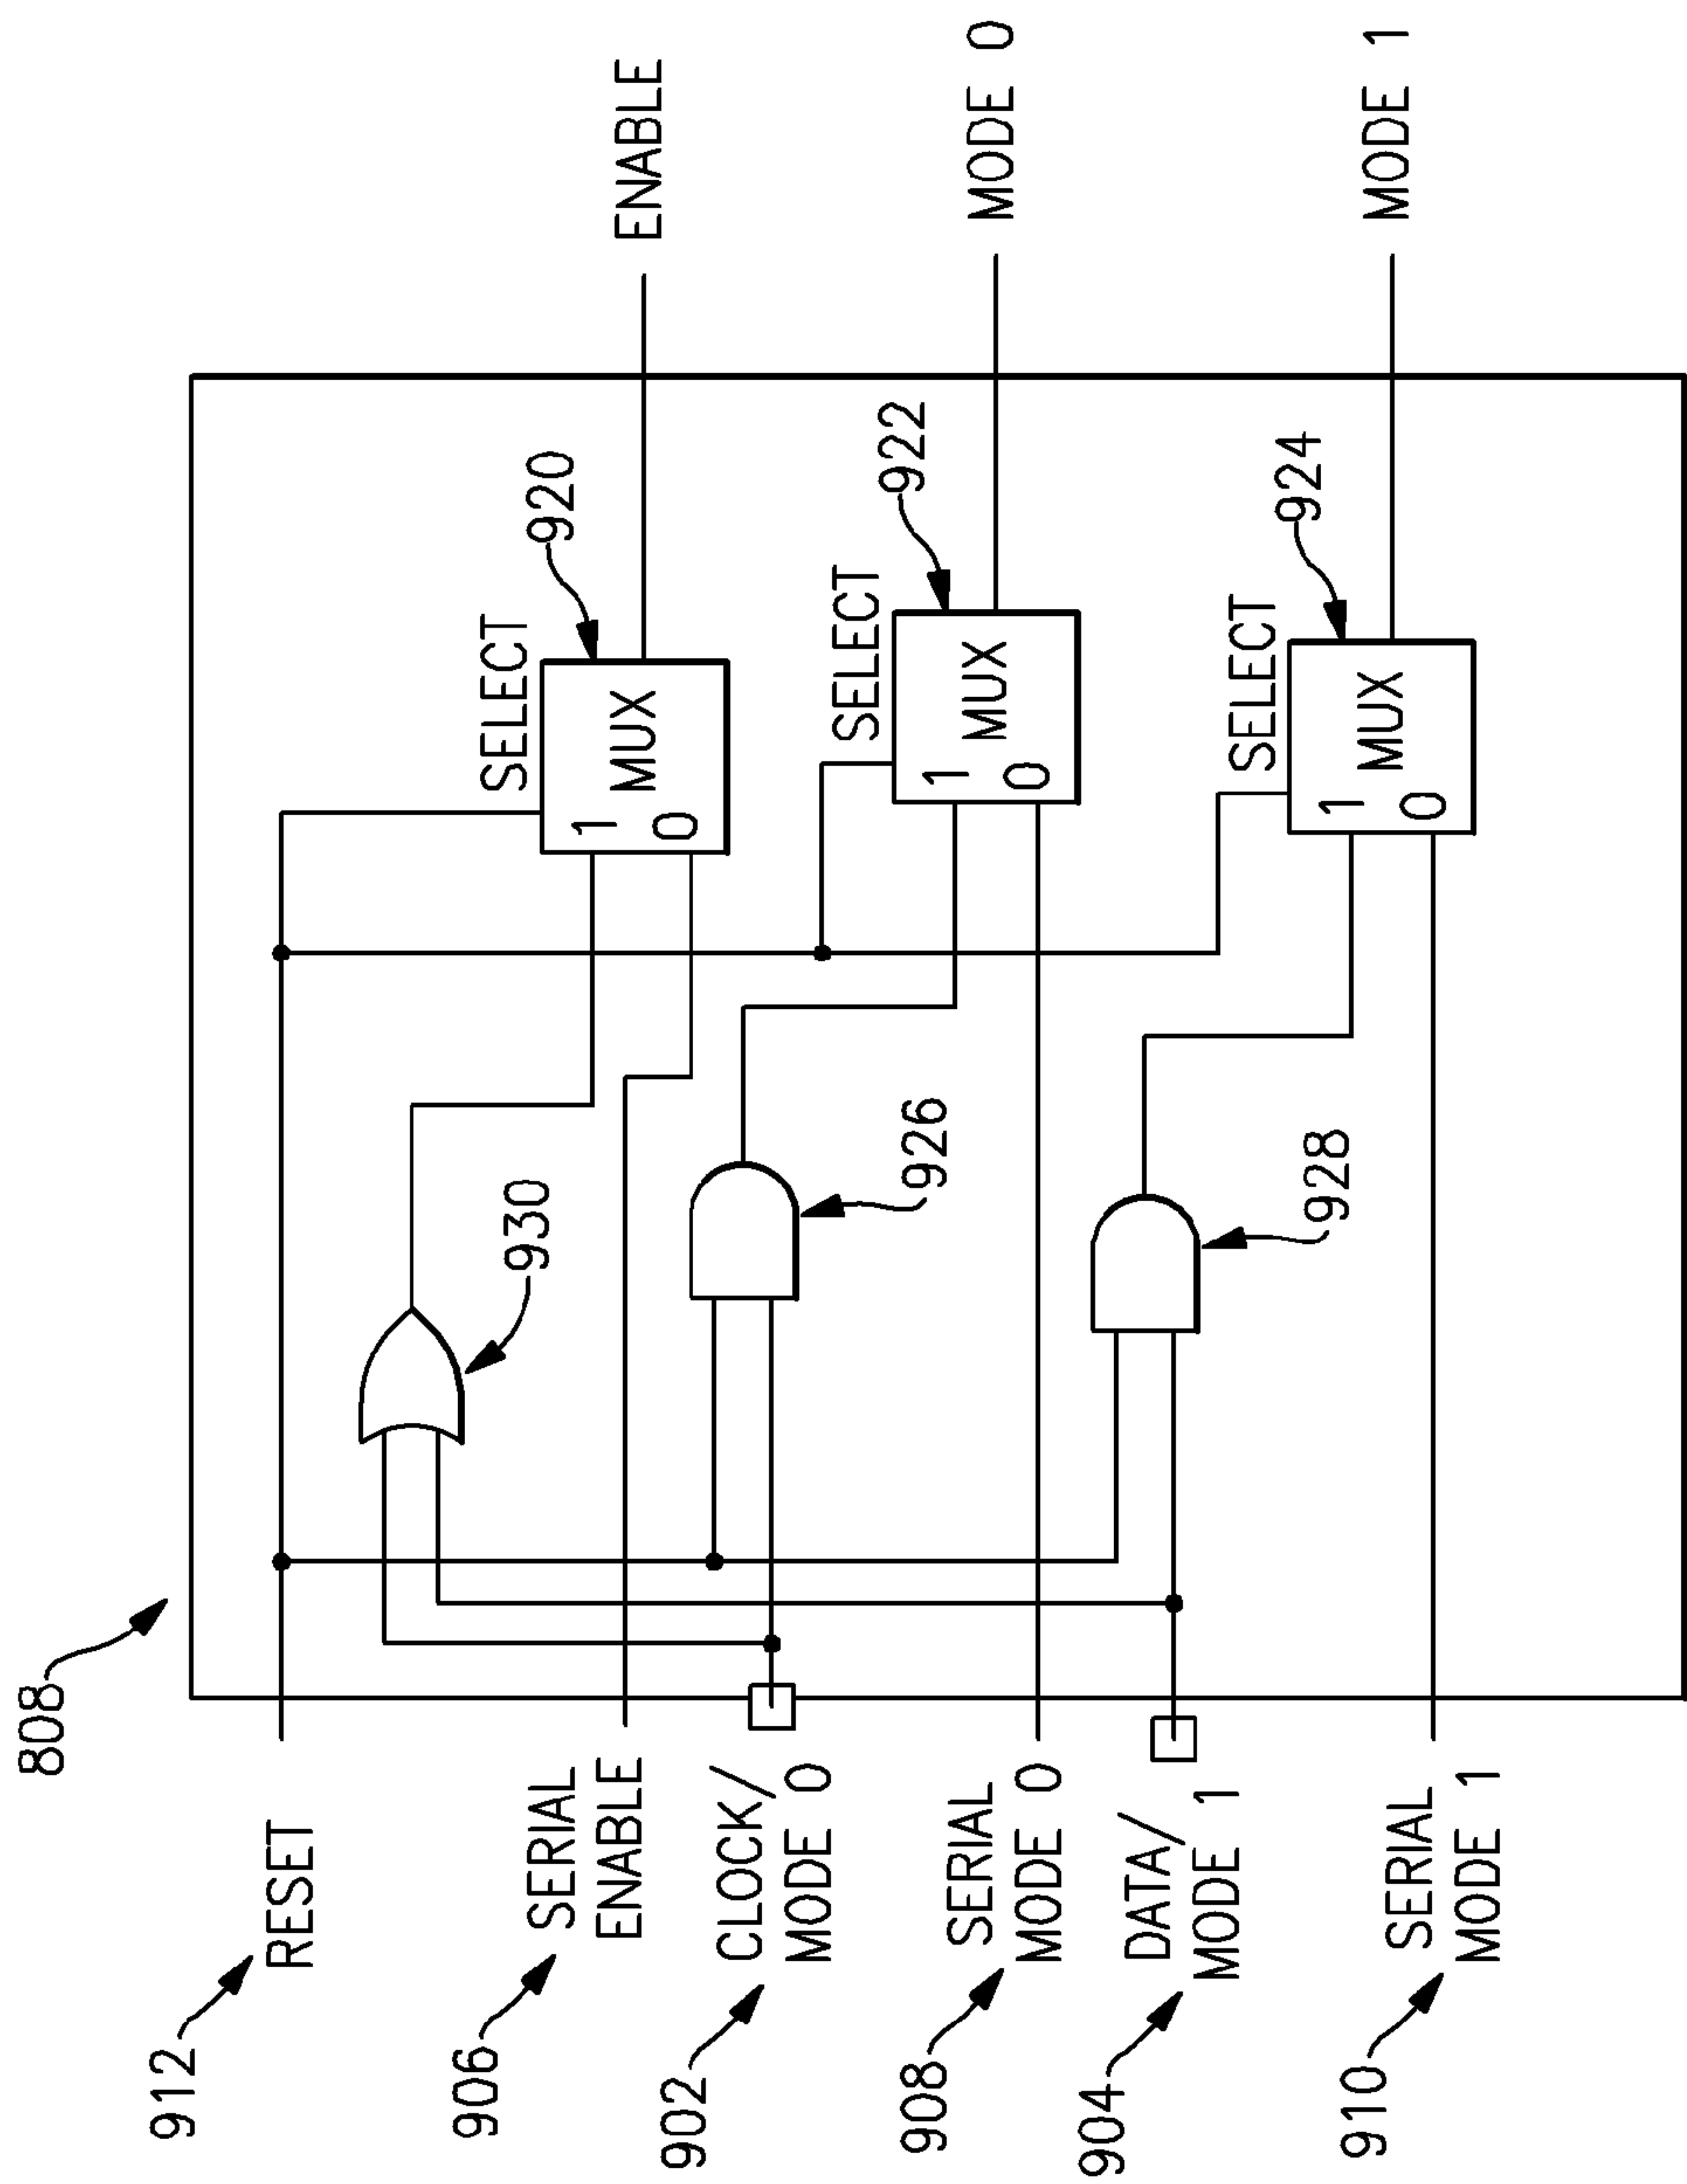 808
912
RESET
906
SERIAL
ENABLE
902
CLOCK/
MODE 0
908
SERIAL
MODE 0
904
DATA/
MODE 1
910
SERIAL
MODE 1
930
926
928
SELECT
920
1
MUX
0
ENABLE
SELECT
922
1
MUX
0
MODE 0
SELECT
924
1
MUX
0
MODE 1